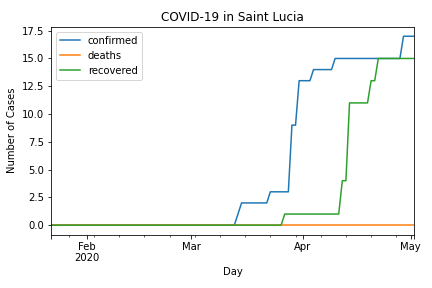 COVID-19 in Saint Lucia
confirmed
deaths
recovered
Number of Cases
17.5
15.0
12.5
10.0
7.5
5.0
2.5
0.0
Feb
2020
Mar
Apr
May
Day